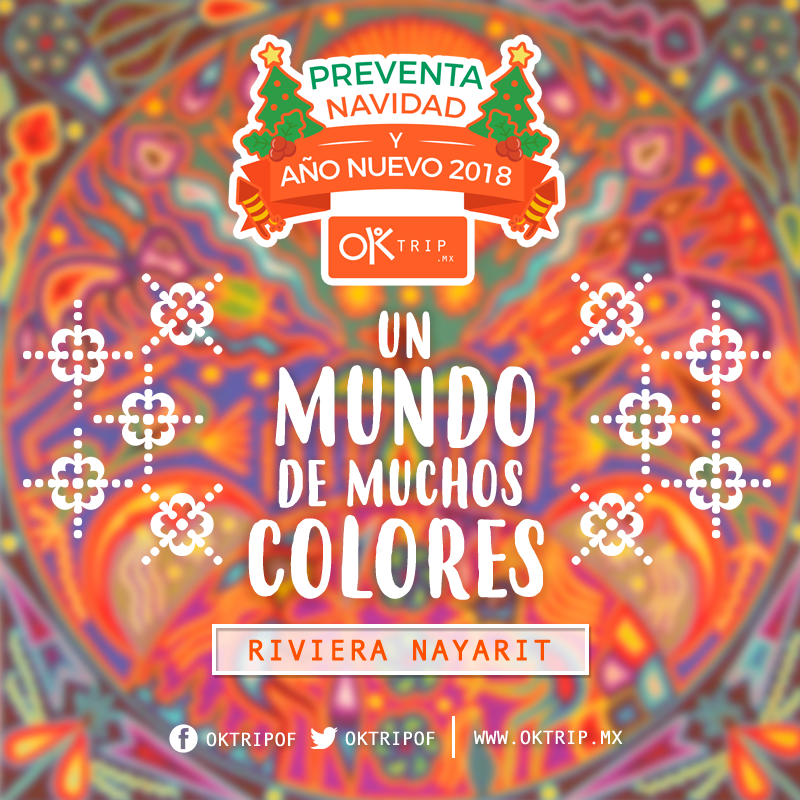 PREVENTA
NAVIDAD
Y
AÑO NUEVO 2018
OK TRIP
.MX
UN
MUNDO
DE MUCHOS
COLORES
RIVIERA NAYARIT
f OKTRIPOF OKTRIPOF | WWW.OKTRIP.MX